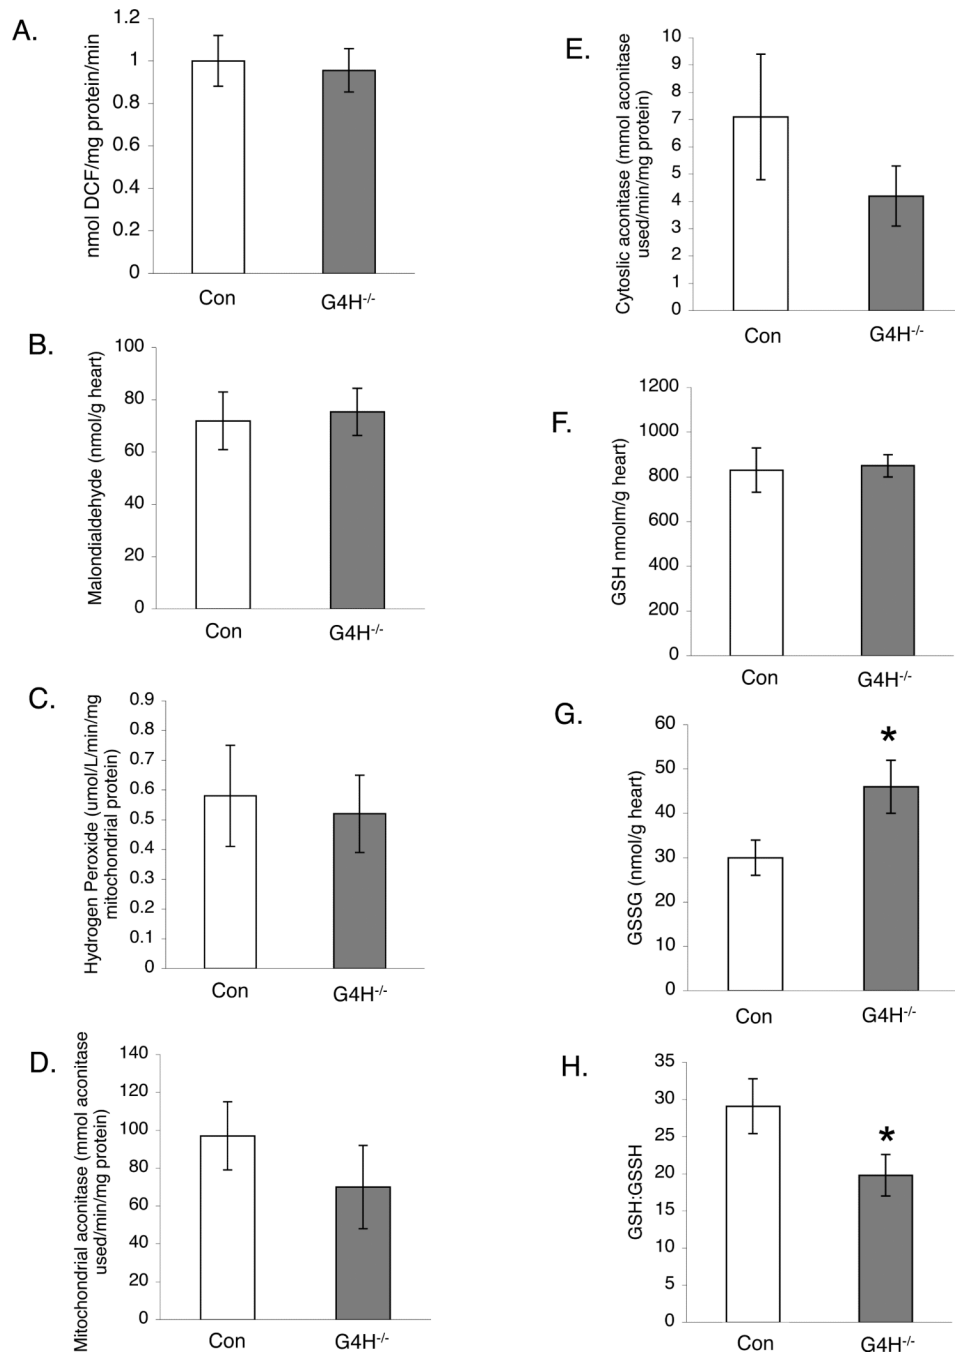 A.
nmol DCF/mg protein/min
1.2
1
0.8
0.6
0.4
0.2
0
Con
G4H-/-
B.
Malondialdehyde (nmol/g heart)
100
80
60
40
20
0
Con
G4H-/-
C.
Hydrogen Peroxide (umol/L/min/mg
mitochondrial protein)
0.9
0.8
0.7
0.6
0.5
0.4
0.3
0.2
0.1
0
Con
G4H-/-
D.
Mitochondrial aconitase (mmol aconitase
used/min/mg protein)
140
120
100
80
60
40
20
0
Con
G4H-/-
E.
Cytoslic aconitase (mmol aconitase
used/min/mg protein)
10
9
8
7
6
5
4
3
2
1
0
Con
G4H-/-
F.
GSH nmolm/g heart)
1200
1000
800
600
400
200
0
Con
G4H-/-
G.
GSSG (nmol/g heart)
60
50
40
30
20
10
0
*
Con
G4H-/-
H.
GSH:GSSH
35
30
25
20
15
10
5
0
*
Con
G4H-/-